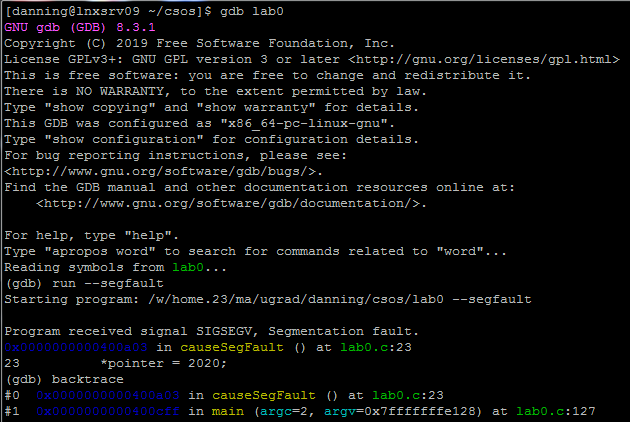 [danning@lnxsrv09 ~/csos]$ gdb lab0
GNU gdb (GDB) 8.3.1
Copyright (C) 2019 Free Software Foundation, Inc.
License GPLv3+: GNU GPL version 3 or later <http://gnu.org/licenses/gpl.html>
This is free software: you are free to change and redistribute it.
There is NO WARRANTY, to the extent permitted by law.
Type "show copying" and "show warranty" for details.
This GDB was configured as "x86_64-pc-linux-gnu".
Type "show configuration" for configuration details.
For bug reporting instructions, please see:
<http://www.gnu.org/software/gdb/bugs/>.
Find the GDB manual and other documentation resources online at:
    <http://www.gnu.org/software/gdb/documentation/>.

For help, type "help".
Type "apropos word" to search for commands related to "word"...
Reading symbols from lab0...
(gdb) run --segfault
Starting program: /w/home.23/ma/ugrad/danning/csos/lab0 --segfault

Program received signal SIGSEGV, Segmentation fault.
0x0000000000400a03 in causeSegFault () at lab0.c:23
23          *pointer = 2020;
(gdb) backtrace
#0  0x0000000000400a03 in causeSegFault () at lab0.c:23
#1  0x0000000000400cff in main (argc=2, argv=0x7fffffffe128) at lab0.c:127